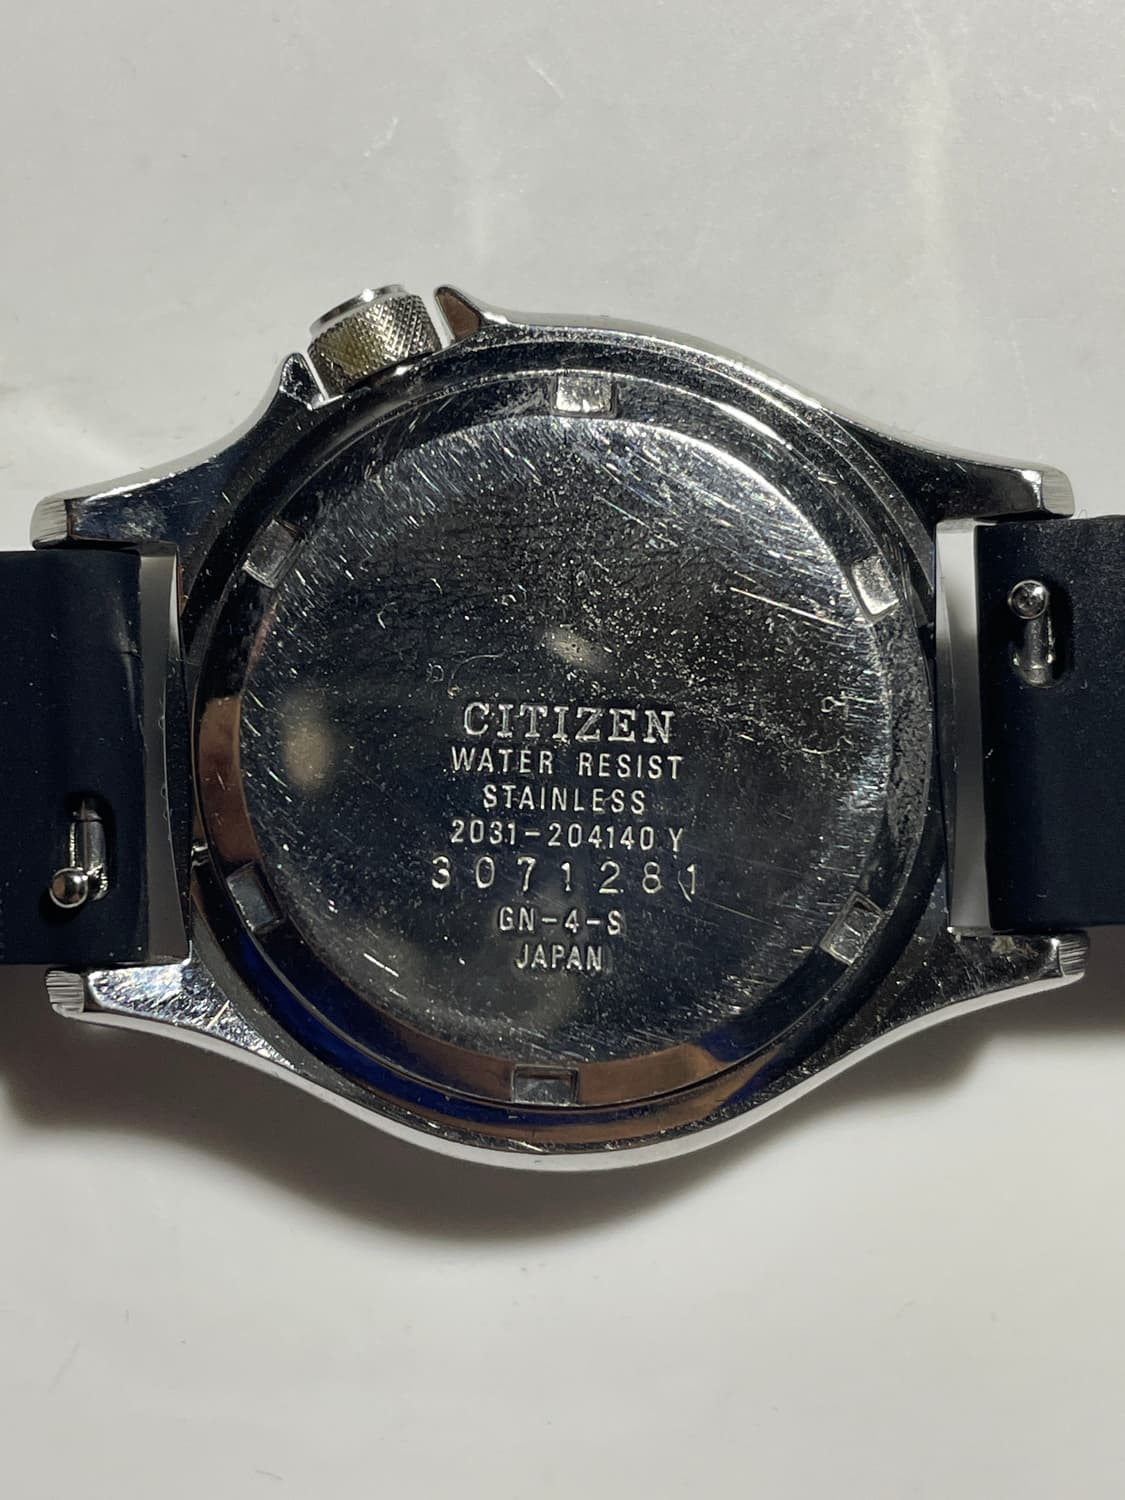 CITIZEN
WATER RESIST
STAINLESS
2031-204140 Y
3071281
GN-4-S
JAPAN